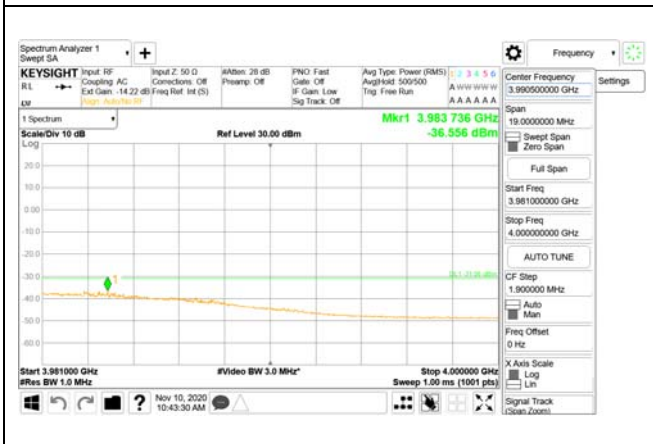 Spectrum Analyzer 1
Swept SA
+
Frequency
KEYSIGHT
Input: RF
Coupling: AC
Ext Gain: -14.22 dB
Align: Auto/No RF
Input Z: 50 Ω
Corrections: Off
Freq Ref: Int (S)
#Atten: 28 dB
Preamp: Off
PNO: Fast
Gate: Off
IF Gain: Low
Sig Track: Off
Avg Type: Power (RMS)
Avg|Hold: 500/500
Trig: Free Run
1 2 3 4 5 6
A W W W W W
A A A A A A
RL
LM
1 Spectrum
Scale/Div 10 dB
Ref Level 30.00 dBm
Mkr1 3.983 736 GHz
-36.556 dBm
Log
20.0
10.0
0.00
-10.0
-20.0
-30.0
-40.0
-50.0
-60.0
1
Start 3.981000 GHz
#Res BW 1.0 MHz
#Video BW 3.0 MHz*
Stop 4.000000 GHz
Sweep 1.00 ms (1001 pts)
Nov 10, 2020
10:43:30 AM
?
Center Frequency
3.990500000 GHz
Settings
Span
19.0000000 MHz
Swept Span
Zero Span
Full Span
Start Freq
3.981000000 GHz
Stop Freq
4.000000000 GHz
AUTO TUNE
CF Step
1.900000 MHz
Auto
Man
Freq Offset
0 Hz
X Axis Scale
Log
Lin
Signal Track
(Span Zoom)